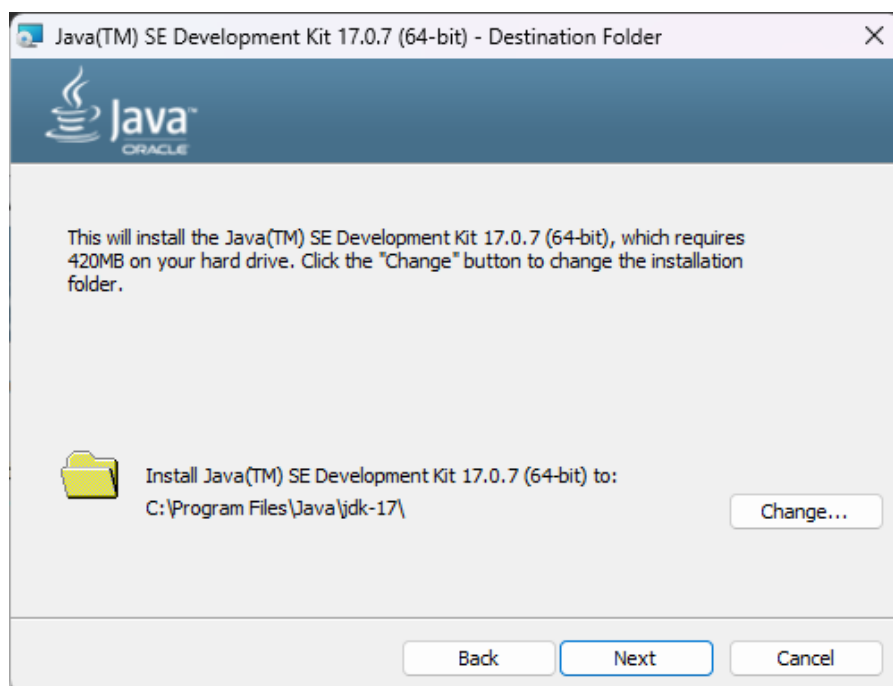 Java(TM) SE Development Kit 17.0.7 (64-bit) - Destination Folder
Java™
ORACLE
This will install the Java(TM) SE Development Kit 17.0.7 (64-bit), which requires
420MB on your hard drive. Click the "Change" button to change the installation
folder.
Install Java(TM) SE Development Kit 17.0.7 (64-bit) to:
C:\Program Files\Java\jdk-17\
Change...
Back
Next
Cancel